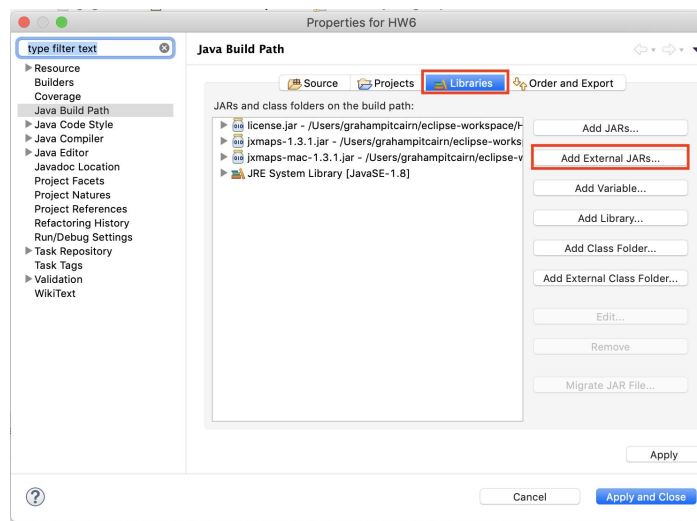 Properties for HW6
type filter text
Resource
Builders
Coverage
Java Build Path
Java Code Style
Java Compiler
Java Editor
Javadoc Location
Project Facets
Project Natures
Project References
Refactoring History
Run/Debug Settings
Task Repository
Task Tags
Validation
WikiText
Java Build Path
Source
Projects
Libraries
Order and Export
JARs and class folders on the build path:
license.jar - /Users/grahampitcairn/eclipse-workspace/H
jxmaps-1.3.1.jar - /Users/grahampitcairn/eclipse-works
jxmaps-mac-1.3.1.jar - /Users/grahampitcairn/eclipse-w
JRE System Library [JavaSE-1.8]
Add JARs...
Add External JARs...
Add Variable...
Add Library...
Add Class Folder...
Add External Class Folder...
Edit...
Remove
Migrate JAR File...
Apply
?
Cancel
Apply and Close